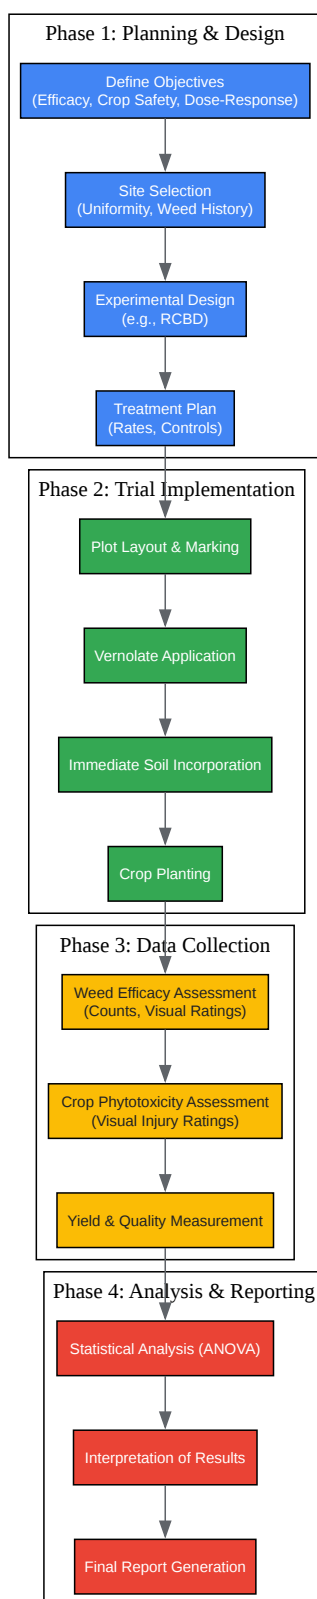 Phase 1: Planning & Design
Define Objectives
(Efficacy, Crop Safety, Dose-Response)
Site Selection
(Uniformity, Weed History)
Experimental Design
(e.g., RCBD)
Treatment Plan
(Rates, Controls)
Phase 2: Trial Implementation
Plot Layout & Marking
Vernolate Application
Immediate Soil Incorporation
Crop Planting
Phase 3: Data Collection
Weed Efficacy Assessment
(Counts, Visual Ratings)
Crop Phytotoxicity Assessment
(Visual Injury Ratings)
Yield & Quality Measurement
Phase 4: Analysis & Reporting
Statistical Analysis (ANOVA)
Interpretation of Results
Final Report Generation